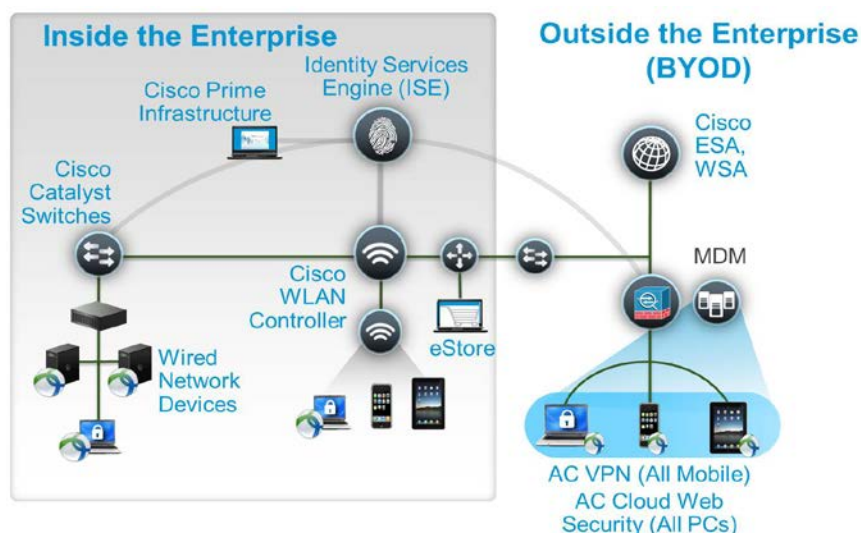 Inside the Enterprise
Outside the Enterprise
(BYOD)
Identity Services
Engine (ISE)
Cisco Prime
Infrastructure
Cisco
ESA,
WSA
Cisco
Catalyst
Switches
MDM
Cisco
WLAN
Controller
eStore
Wired
Network
Devices
AC VPN (All Mobile)
AC Cloud Web
Security (All PCs)